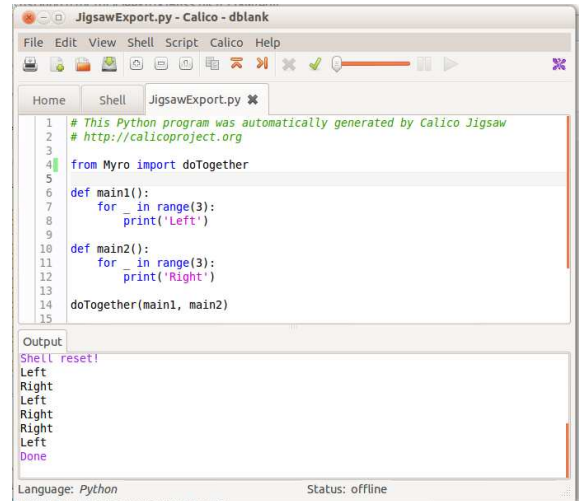 JigsawExport.py - Calico - dblank
File Edit View Shell Script Calico Help
Home Shell JigsawExport.py
1 # This Python program was automatically generated by Calico Jigsaw
2 # http://calicoproject.org
3
4 from Myro import doTogether
5
6 def main1():
7     for _ in range(3):
8         print('Left')
9
10 def main2():
11     for _ in range(3):
12         print('Right')
13
14 doTogether(main1, main2)
15
Output
Shell reset!
Left
Right
Left
Right
Right
Left
Done
Language: Python Status: offline